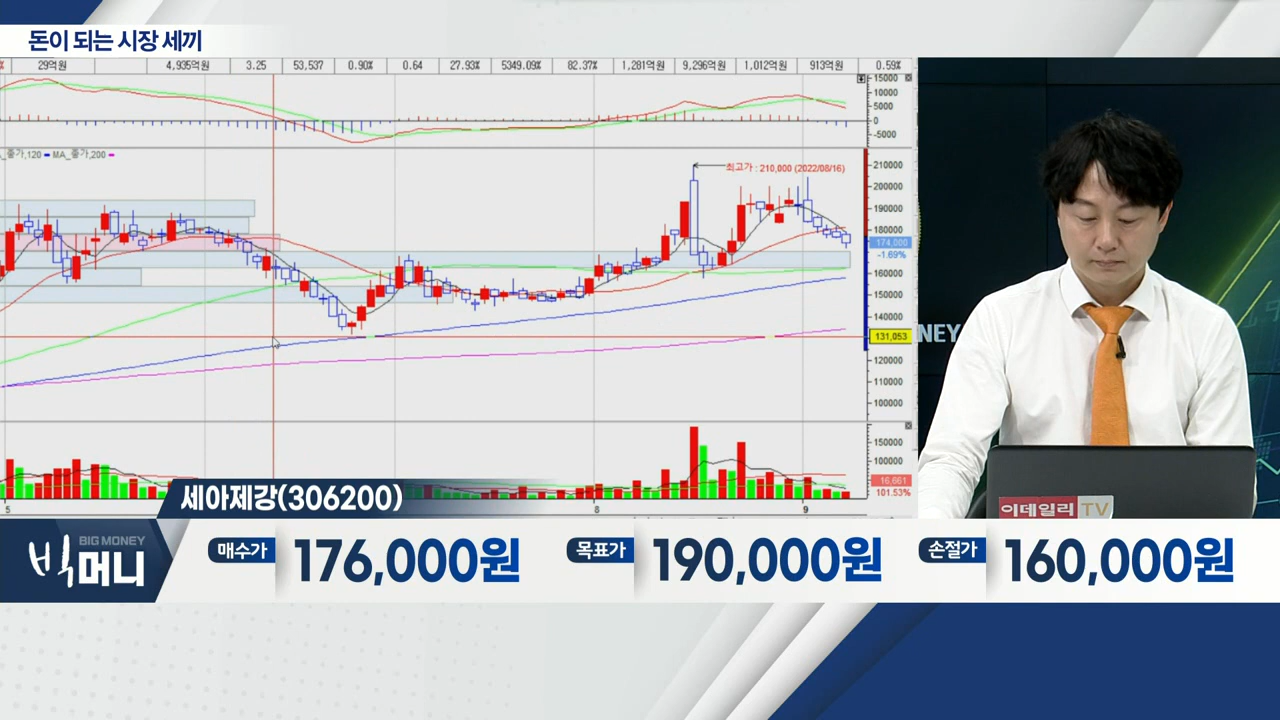 돈이 되는 시장 세끼
% 29억원 4,935억원 3.25 53,537 0.90% 0.64 27.93% 5349.09% 82.37% 1,281억원 9,296억원 1,012억원 913억원 0.59%
15000
10000
5000
0
-5000
종가,120 MA_종가,200
최고가 : 210,000 (2022/08/16)
210000
200000
190000
180000
174,000
-1.69%
160000
150000
140000
131,053
120000
110000
100000
150000
100000
16,661
101.53%
5
8
9
NEY
이데일리TV
세아제강(306200)
BIG MONEY
빅머니
매수가 176,000원
목표가 190,000원
손절가 160,000원